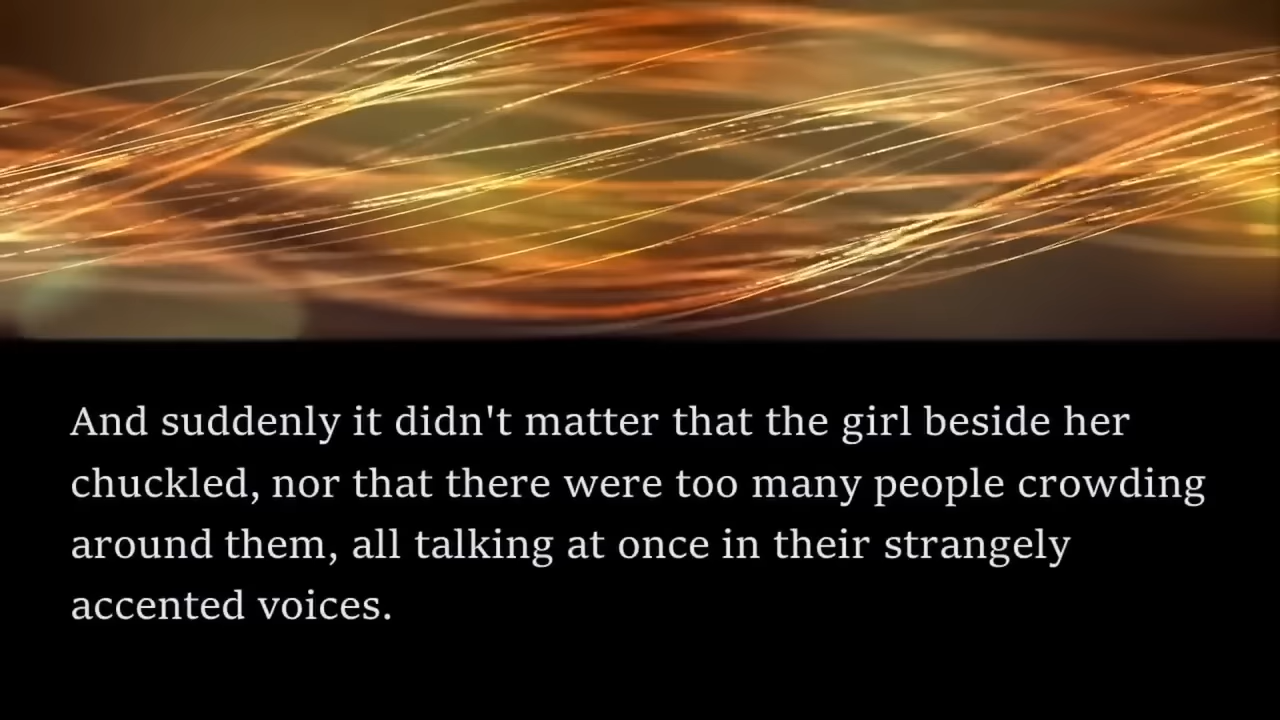 And suddenly it didn't matter that the girl beside her
chuckled, nor that there were too many people crowding
around them, all talking at once in their strangely
accented voices.